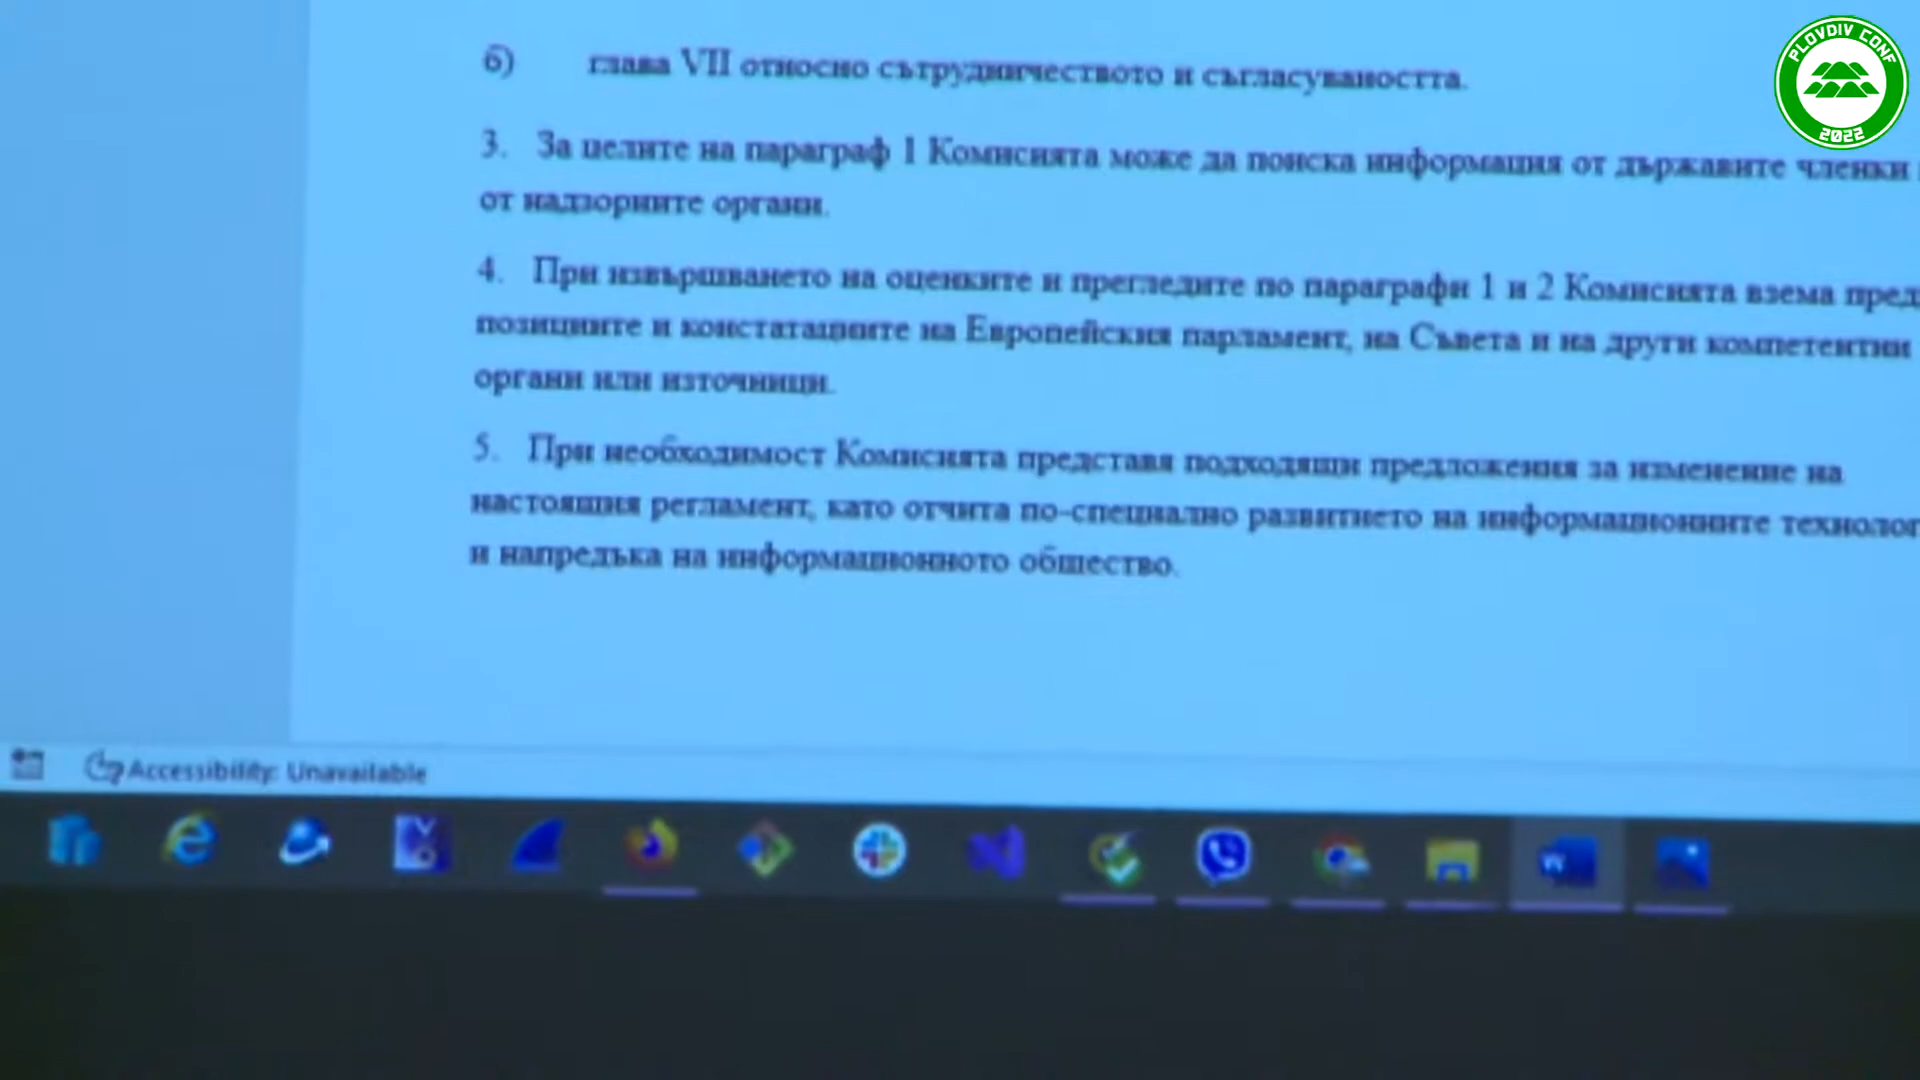 б) глава VII относно сътрудничеството и съгласуваността.
3. За целите на параграф 1 Комисията може да поиска информация от държавите членки
от надзорните органи.
4. При извършването на оценките и прегледите по параграфи 1 и 2 Комисията взема пред
позициите и констатациите на Европейския парламент, на Съвета и на други компетентни
органи или източници.
5. При необходимост Комисията представя подходящи предложения за изменение на
настоящия регламент, като отчита по-специално развитието на информационните технолог
и напредъка на информационното общество.
Accessibility: Unavailable
PLOVDIV CONF
2022